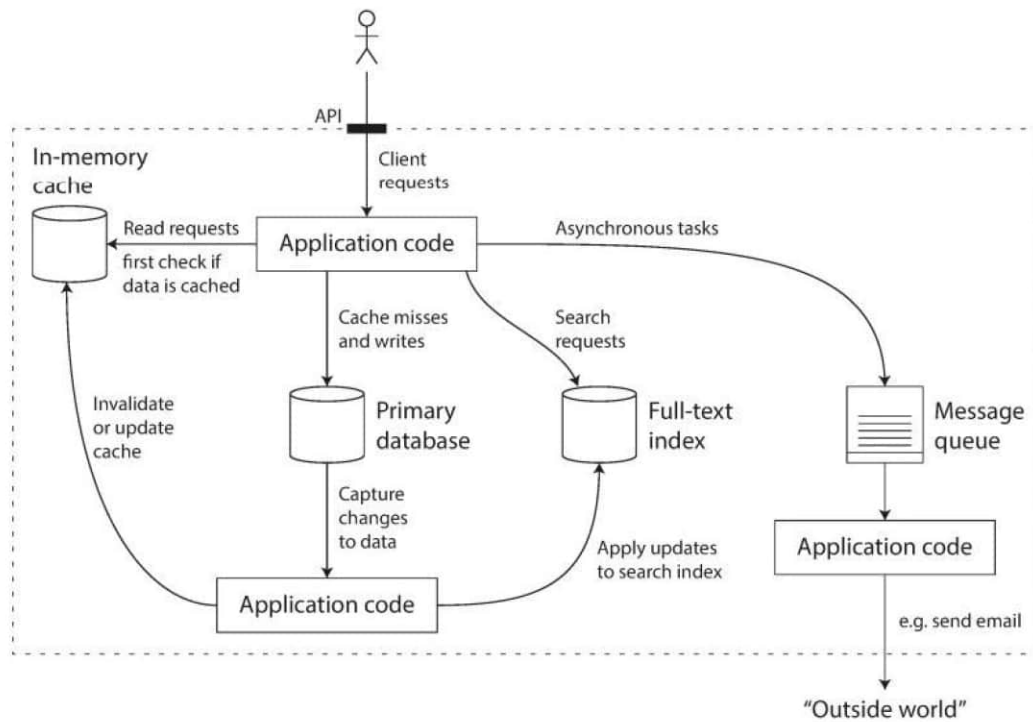 API
Client
requests
In-memory
cache
Read requests
first check if
data is cached
Application code
Asynchronous tasks
Cache misses
and writes
Search
requests
Invalidate
or update
cache
Primary
database
Full-text
index
Message
queue
Capture
changes
to data
Apply updates
to search index
Application code
Application code
e.g. send email
“Outside world”